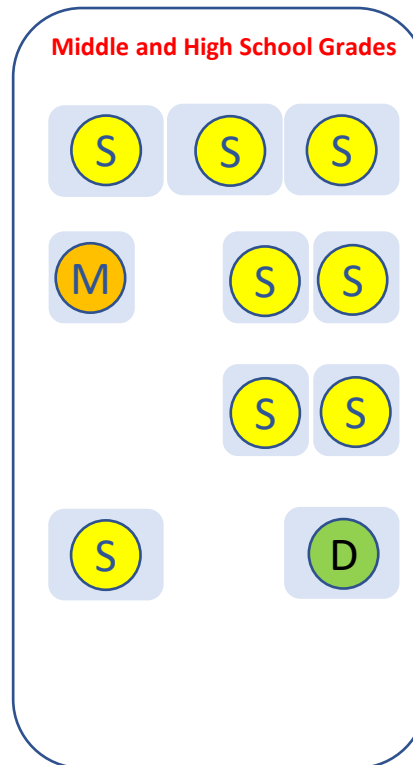 Middle and High School Grades
S S S
M S S
S S
S D